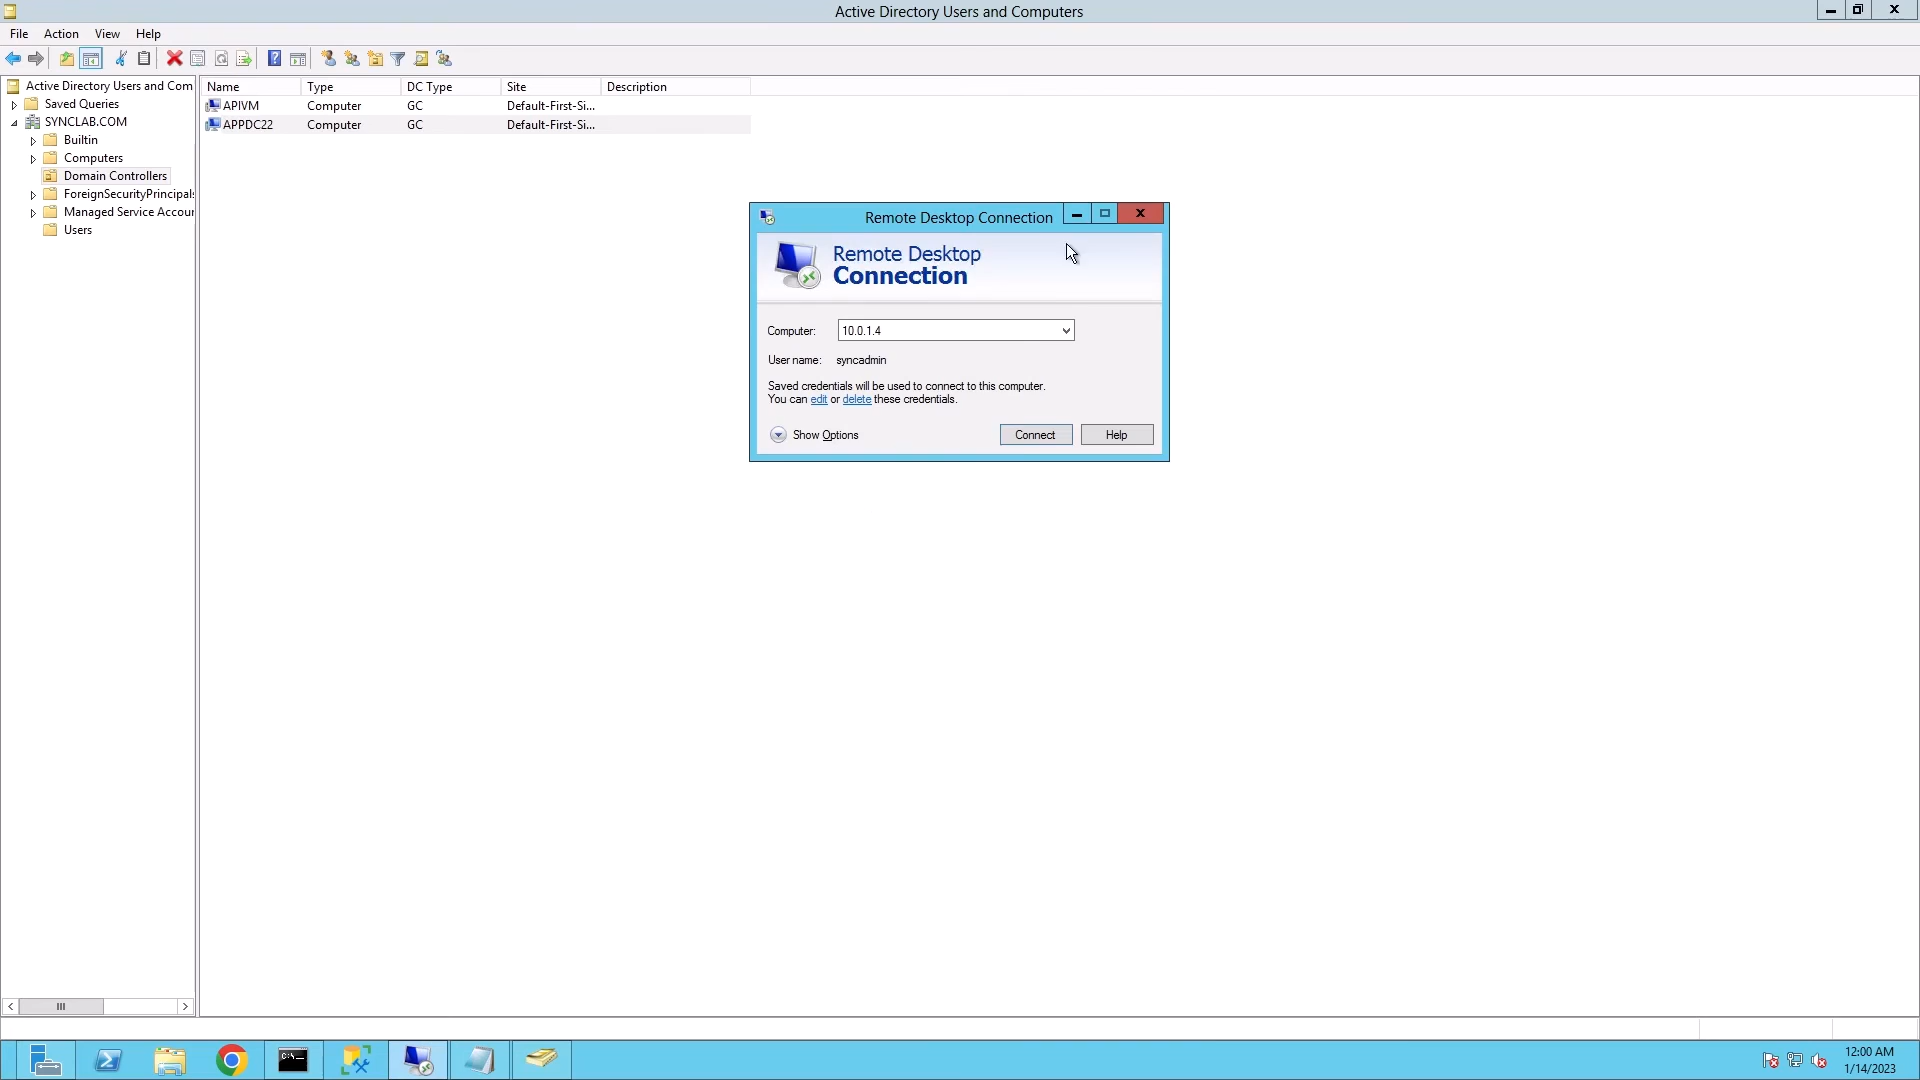 Active Directory Users and Computers
File Action View Help
Active Directory Users and Com
Saved Queries
SYNCLAB.COM
Builtin
Computers
Domain Controllers
ForeignSecurityPrincipals
Managed Service Accour
Users
Name Type DC Type Site Description
APIVM Computer GC Default-First-Si...
APPDC22 Computer GC Default-First-Si...
Remote Desktop Connection
Remote Desktop
Connection
Computer: 10.0.1.4
User name: syncadmin
Saved credentials will be used to connect to this computer.
You can edit or delete these credentials.
Show Options Connect Help
C:\_
12:00 AM
1/14/2023